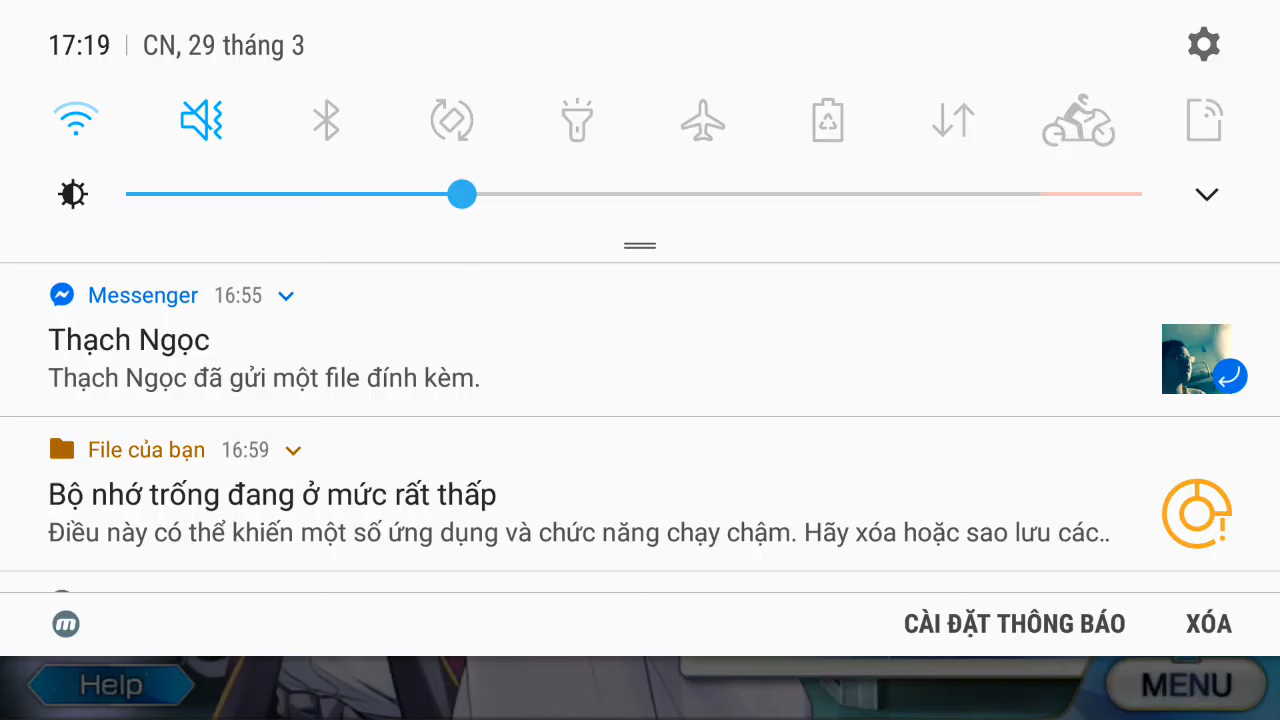 17:19 | CN, 29 tháng 3
Messenger 16:55
Thạch Ngọc
Thạch Ngọc đã gửi một file đính kèm.
File của bạn 16:59
Bộ nhớ trống đang ở mức rất thấp
Điều này có thể khiến một số ứng dụng và chức năng chạy chậm. Hãy xóa hoặc sao lưu các..
CÀI ĐẶT THÔNG BÁO XÓA
Help MENU